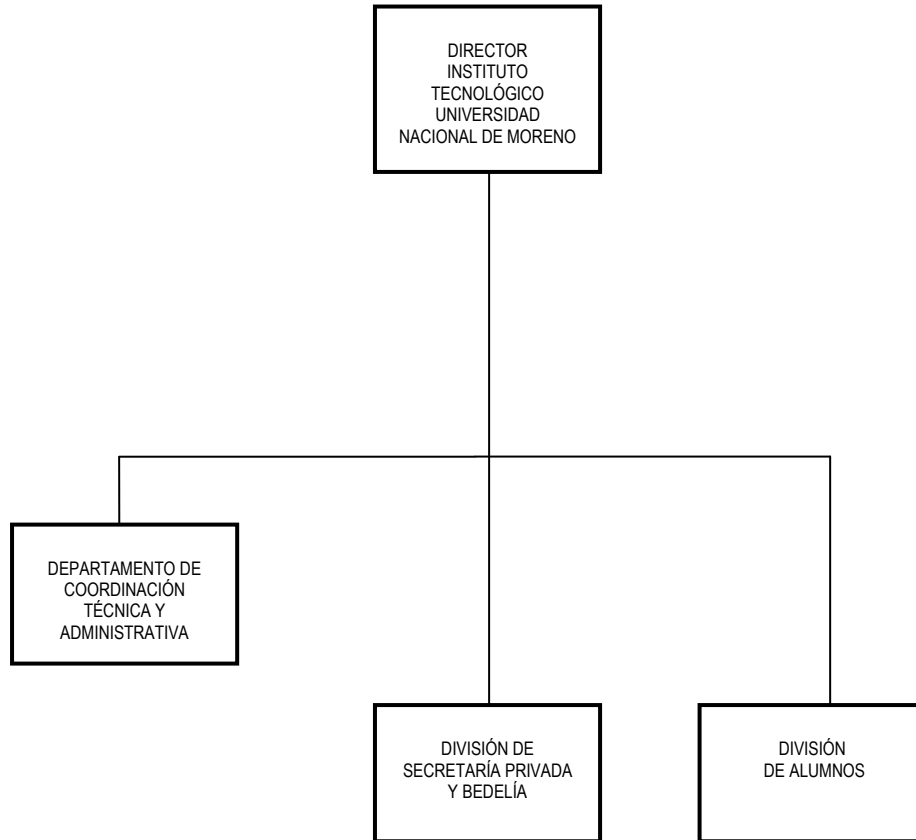 DIRECTOR
INSTITUTO
TECNOLÓGICO
UNIVERSIDAD
NACIONAL DE MORENO
DEPARTAMENTO DE
COORDINACIÓN
TÉCNICA Y
ADMINISTRATIVA
DIVISIÓN DE
SECRETARÍA PRIVADA
Y BEDELÍA
DIVISIÓN
DE ALUMNOS